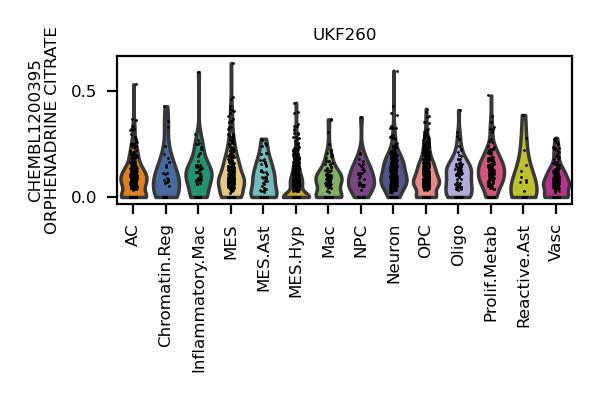 UKF260
CHEMBL1200395
ORPHENADRINE CITRATE
0.5
0.0
AC
Chromatin.Reg
Inflammatory.Mac
MES
MES.Ast
MES.Hyp
Mac
NPC
Neuron
OPC
Oligo
Prolif.Metab
Reactive.Ast
Vasc